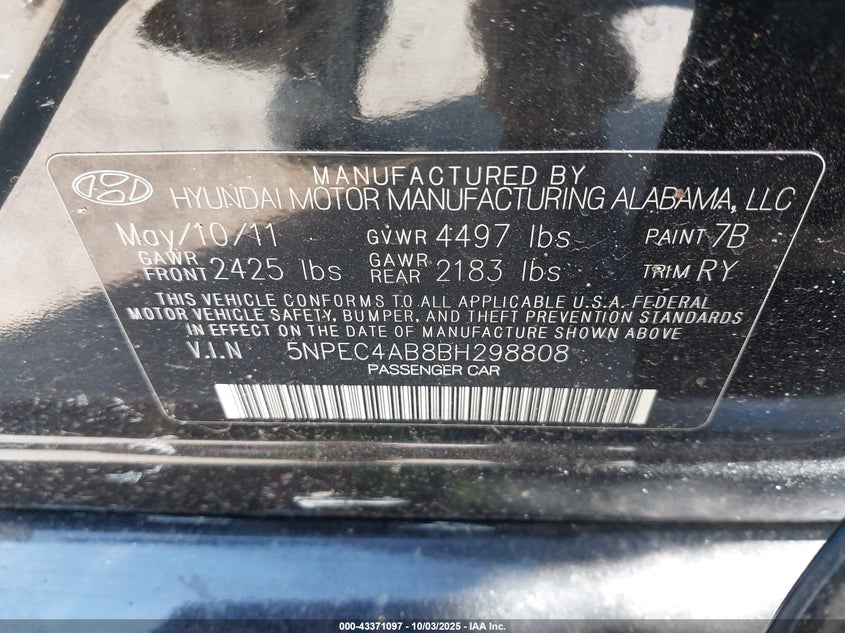 MANUFACTURED BY
HYUNDAI MOTOR MANUFACTURING ALABAMA, LLC
May/10/11 GVWR 4497 lbs PAINT 7B
GAWR FRONT 2425 lbs GAWR REAR 2183 lbs TRIM RY
THIS VEHICLE CONFORMS TO ALL APPLICABLE U.S.A. FEDERAL
MOTOR VEHICLE SAFETY, BUMPER, AND THEFT PREVENTION STANDARDS
IN EFFECT ON THE DATE OF MANUFACTURE SHOWN ABOVE
V.I.N 5NPEC4AB8BH298808
PASSENGER CAR
000-43371097 - 10/03/2025 - IAA Inc.